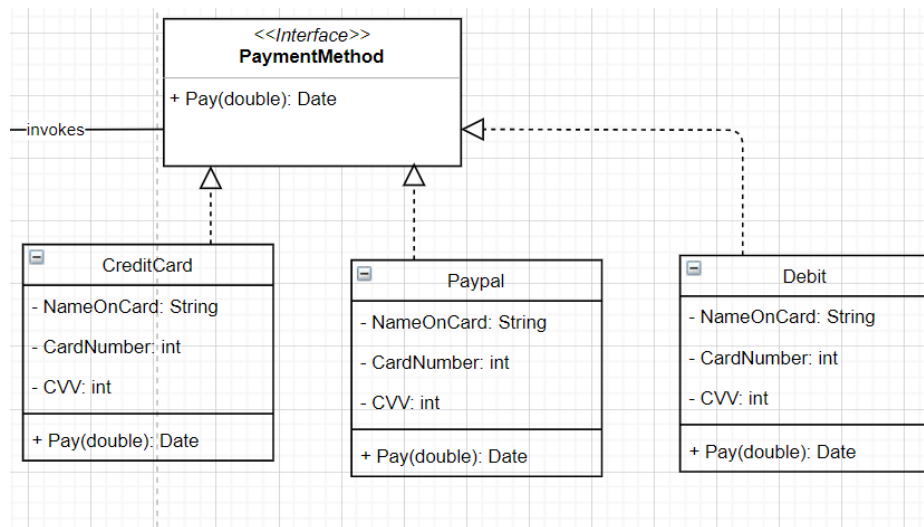 <<Interface>>
PaymentMethod
+ Pay(double): Date
invokes
CreditCard
- NameOnCard: String
- CardNumber: int
- CVV: int
+ Pay(double): Date
Paypal
- NameOnCard: String
- CardNumber: int
- CVV: int
+ Pay(double): Date
Debit
- NameOnCard: String
- CardNumber: int
- CVV: int
+ Pay(double): Date